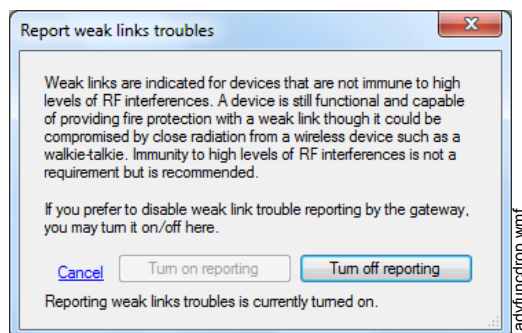 Report weak links troubles
Weak links are indicated for devices that are not immune to high
levels of RF interferences. A device is still functional and capable
of providing fire protection with a weak link though it could be
compromised by close radiation from a wireless device such as a
walkie-talkie. Immunity to high levels of RF interferences is not a
requirement but is recommended.
If you prefer to disable weak link trouble reporting by the gateway,
you may turn it on/off here.
Cancel Turn on reporting Turn off reporting
Reporting weak links troubles is currently turned on.
advfuncdrop.wmf